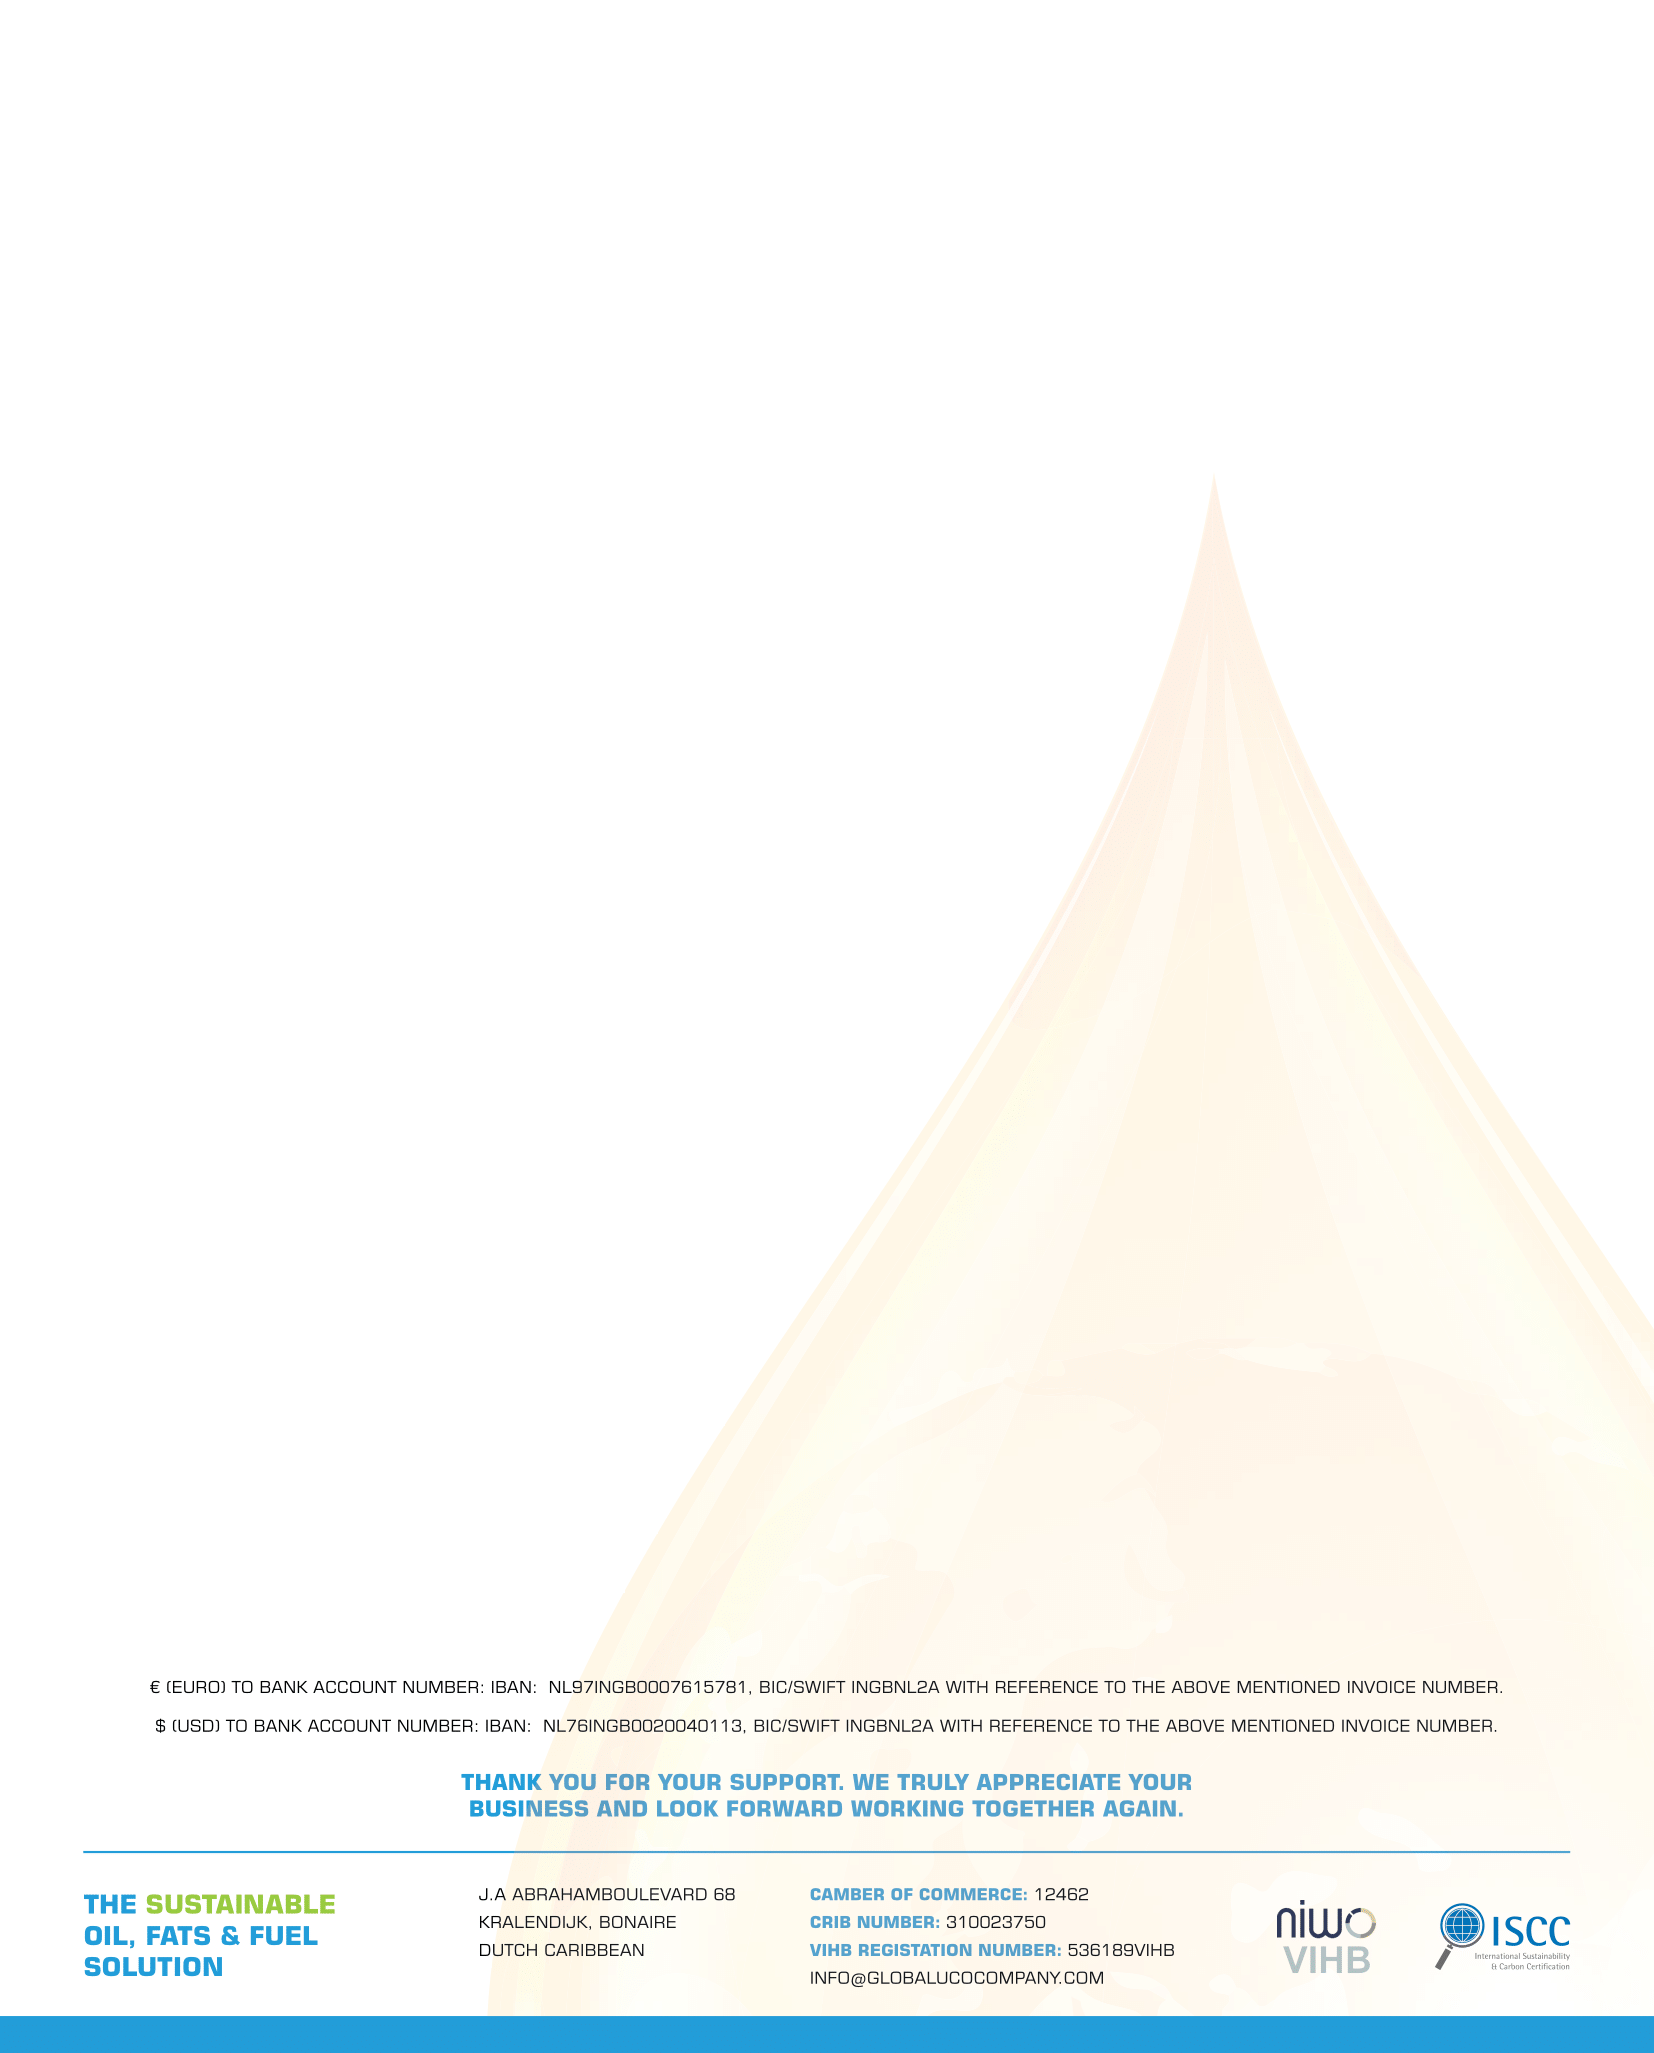 € (EURO) TO BANK ACCOUNT NUMBER: IBAN:  NL97INGB0007615781, BIC/SWIFT INGBNL2A WITH REFERENCE TO THE ABOVE MENTIONED INVOICE NUMBER.
$ (USD) TO BANK ACCOUNT NUMBER: IBAN:  NL76INGB0020040113, BIC/SWIFT INGBNL2A WITH REFERENCE TO THE ABOVE MENTIONED INVOICE NUMBER.
THANK YOU FOR YOUR SUPPORT. WE TRULY APPRECIATE YOUR
BUSINESS AND LOOK FORWARD WORKING TOGETHER AGAIN.
THE SUSTAINABLE
OIL, FATS & FUEL
SOLUTION
J.A ABRAHAMBOULEVARD 68
KRALENDIJK, BONAIRE
DUTCH CARIBBEAN
CAMBER OF COMMERCE: 12462
CRIB NUMBER: 310023750
VIHB REGISTATION NUMBER: 536189VIHB
INFO@GLOBALUCOCOMPANY.COM
niwo
VIHB
ISCC
International Sustainability
& Carbon Certification